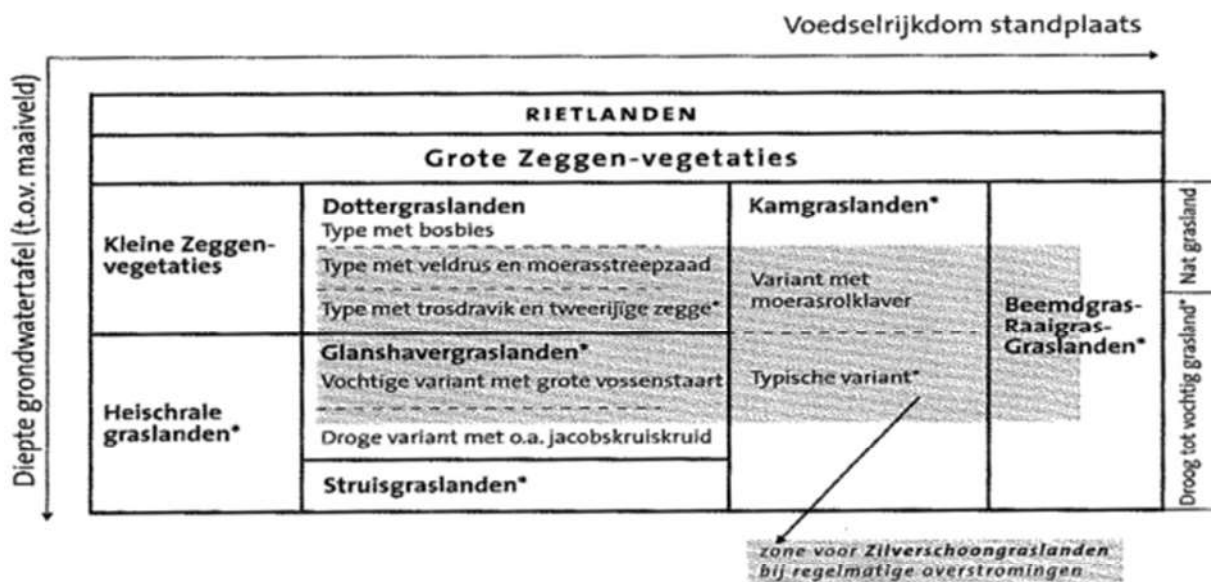 Voedselrijkdom standplaats
Diepte grondwatertafel (t.o.v. maaiveld)
RIETLANDEN
Grote Zeggen-vegetaties
Kleine Zeggen-
vegetaties
Heischrale
graslanden*
Dottergraslanden
Type met bosbies
Type met veldrus en moerasstreepzaad
Type met trosdravik en tweerijige zegge*
Glanshavergraslanden*
Vochtige variant met grote vossenstaart
Droge variant met o.a. jacobskruiskruid
Struisgraslanden*
Kamgraslanden*
Variant met
moerasrolklaver
Typische variant*
Beemdgras-
Raaigras-
Graslanden*
Nat grasland
Droog tot vochtig grasland*
zone voor Zilverschoongraslanden
bij regelmatige overstromingen